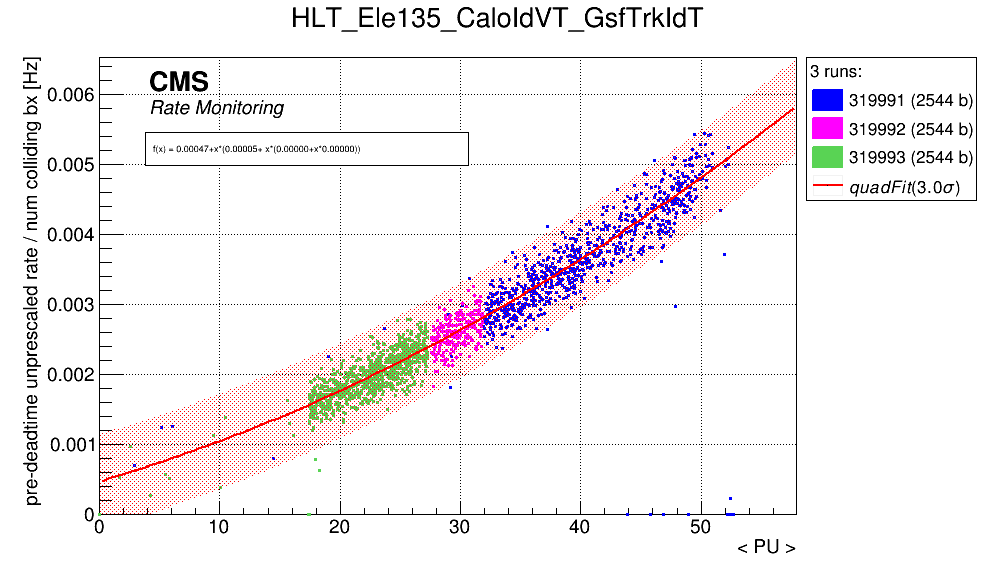 HLT_Ele135_CaloIdVT_GsfTrkIdT
pre-deadtime unprescaled rate / num colliding bx [Hz]
CMS
Rate Monitoring
f(x) = 0.00047+x*(0.00005+ x*(0.00000+x*0.00000))
3 runs:
319991 (2544 b)
319992 (2544 b)
319993 (2544 b)
quadFit(3.0σ)
0.006
0.005
0.004
0.003
0.002
0.001
0
0 10 20 30 40 50
< PU >